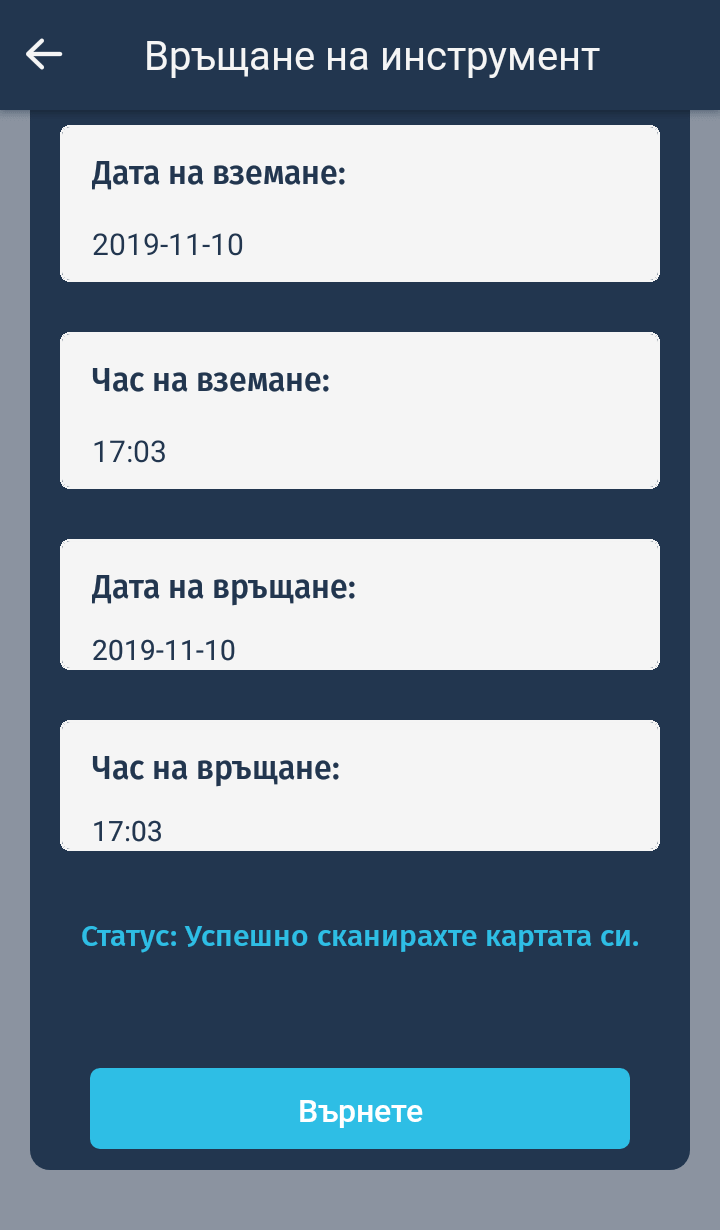 Връщане на инструмент
Дата на вземане:
2019-11-10
Час на вземане:
17:03
Дата на връщане:
2019-11-10
Час на връщане:
17:03
Статус: Успешно сканирахте картата си.
Върнете